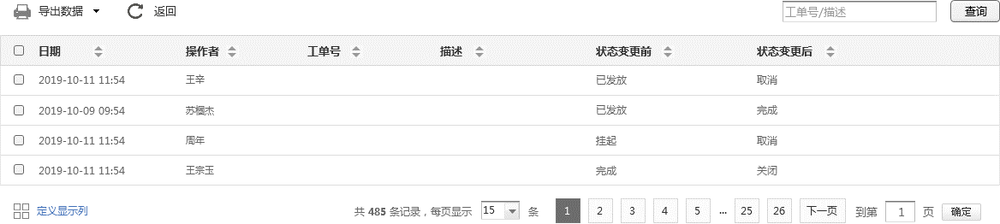 导出数据 返回 工单号/描述 查询
日期 操作者 工单号 描述 状态变更前 状态变更后
2019-10-11 11:54 王辛 已发放 取消
2019-10-09 09:54 苏楖杰 已发放 完成
2019-10-11 11:54 周年 挂起 取消
2019-10-11 11:54 王宗玉 完成 关闭
定义显示列 共 485 条记录，每页显示 15 条 1 2 3 4 5 ... 25 26 下一页 到第 1 页 确定